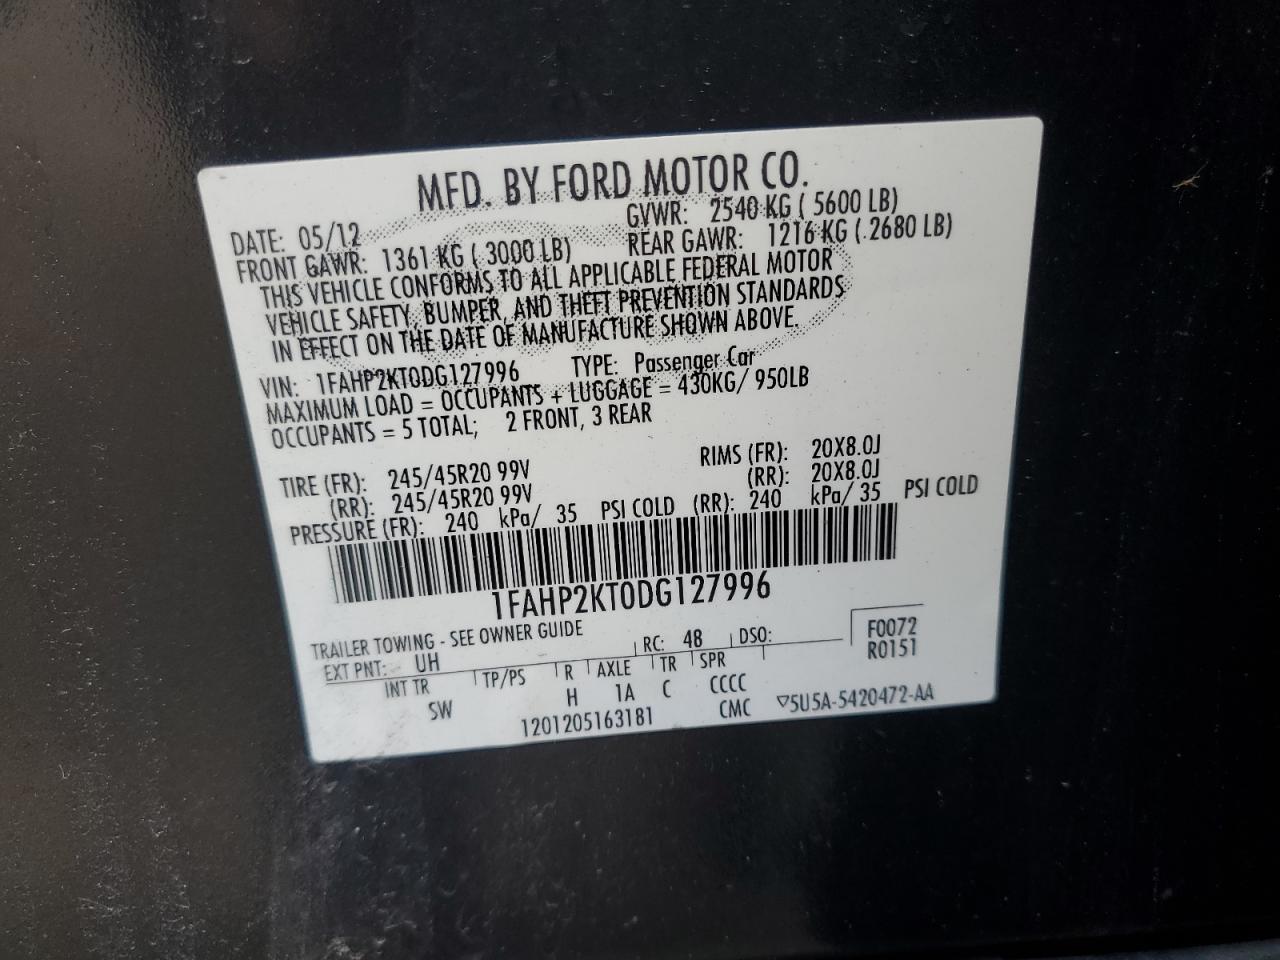 MFD. BY FORD MOTOR CO.
DATE: 05/12 GVWR: 2540 KG ( 5600 LB)
FRONT GAWR: 1361 KG ( 3000 LB) REAR GAWR: 1216 KG (.2680 LB)
THIS VEHICLE CONFORMS TO ALL APPLICABLE FEDERAL MOTOR
VEHICLE SAFETY, BUMPER, AND THEFT PREVENTION STANDARDS
IN EFFECT ON THE DATE OF MANUFACTURE SHOWN ABOVE.
VIN: 1FAHP2KT0DG127996 TYPE: Passenger Car
MAXIMUM LOAD = OCCUPANTS + LUGGAGE = 430KG/ 950LB
OCCUPANTS = 5 TOTAL; 2 FRONT, 3 REAR
TIRE (FR): 245/45R20 99V RIMS (FR): 20X8.0J
(RR): 245/45R20 99V (RR): 20X8.0J
PRESSURE (FR): 240 kPa/ 35 PSI COLD (RR): 240 kPa/ 35 PSI COLD
1FAHP2KT0DG127996
TRAILER TOWING - SEE OWNER GUIDE
EXT PNT: UH RC: 48 DSO: F0072
R0151
INT TR TP/PS R AXLE TR SPR
SW H 1A C CCCC
1201205163181 CMC ▽5U5A-5420472-AA